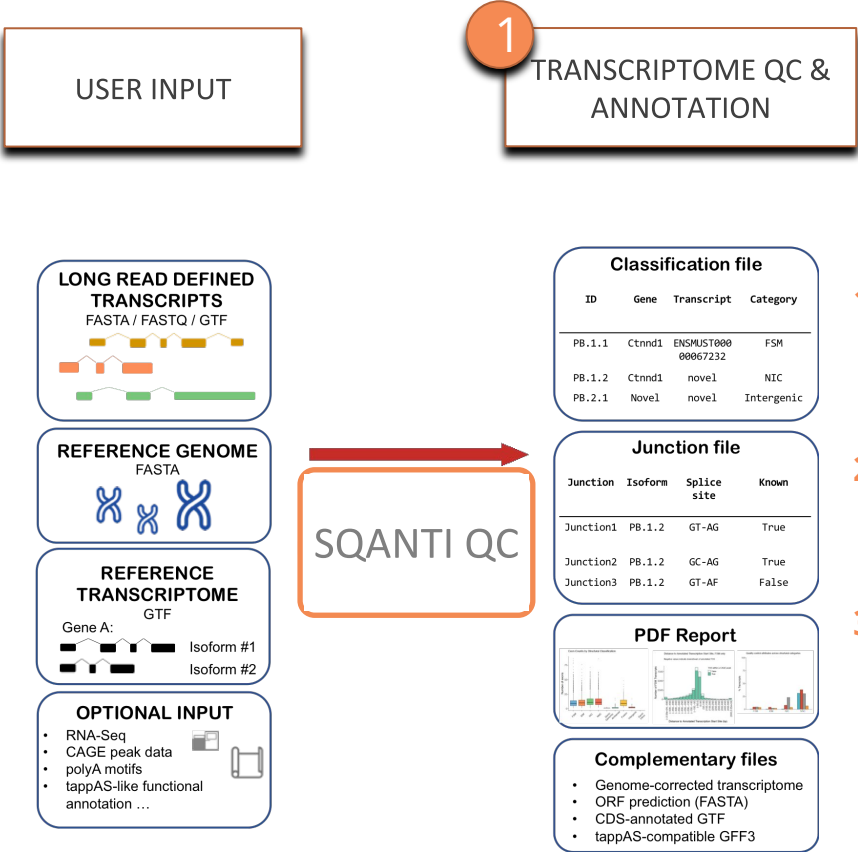 USER INPUT
1
TRANSCRIPTOME QC &
ANNOTATION
LONG READ DEFINED
TRANSCRIPTS
FASTA / FASTQ / GTF
REFERENCE GENOME
FASTA
REFERENCE
TRANSCRIPTOME
GTF
Gene A:
Isoform #1
Isoform #2
OPTIONAL INPUT
• RNA-Seq
• CAGE peak data
• polyA motifs
• tappAS-like functional
annotation …
SQANTI QC
Classification file
ID Gene Transcript Category
PB.1.1 Ctnnd1 ENSMUST000 FSM
00067232
PB.1.2 Ctnnd1 novel NIC
PB.2.1 Novel novel Intergenic
Junction file
Junction Isoform Splice Known
site
Junction1 PB.1.2 GT-AG True
Junction2 PB.1.2 GC-AG True
Junction3 PB.1.2 GT-AF False
PDF Report
Complementary files
• Genome-corrected transcriptome
• ORF prediction (FASTA)
• CDS-annotated GTF
• tappAS-compatible GFF3